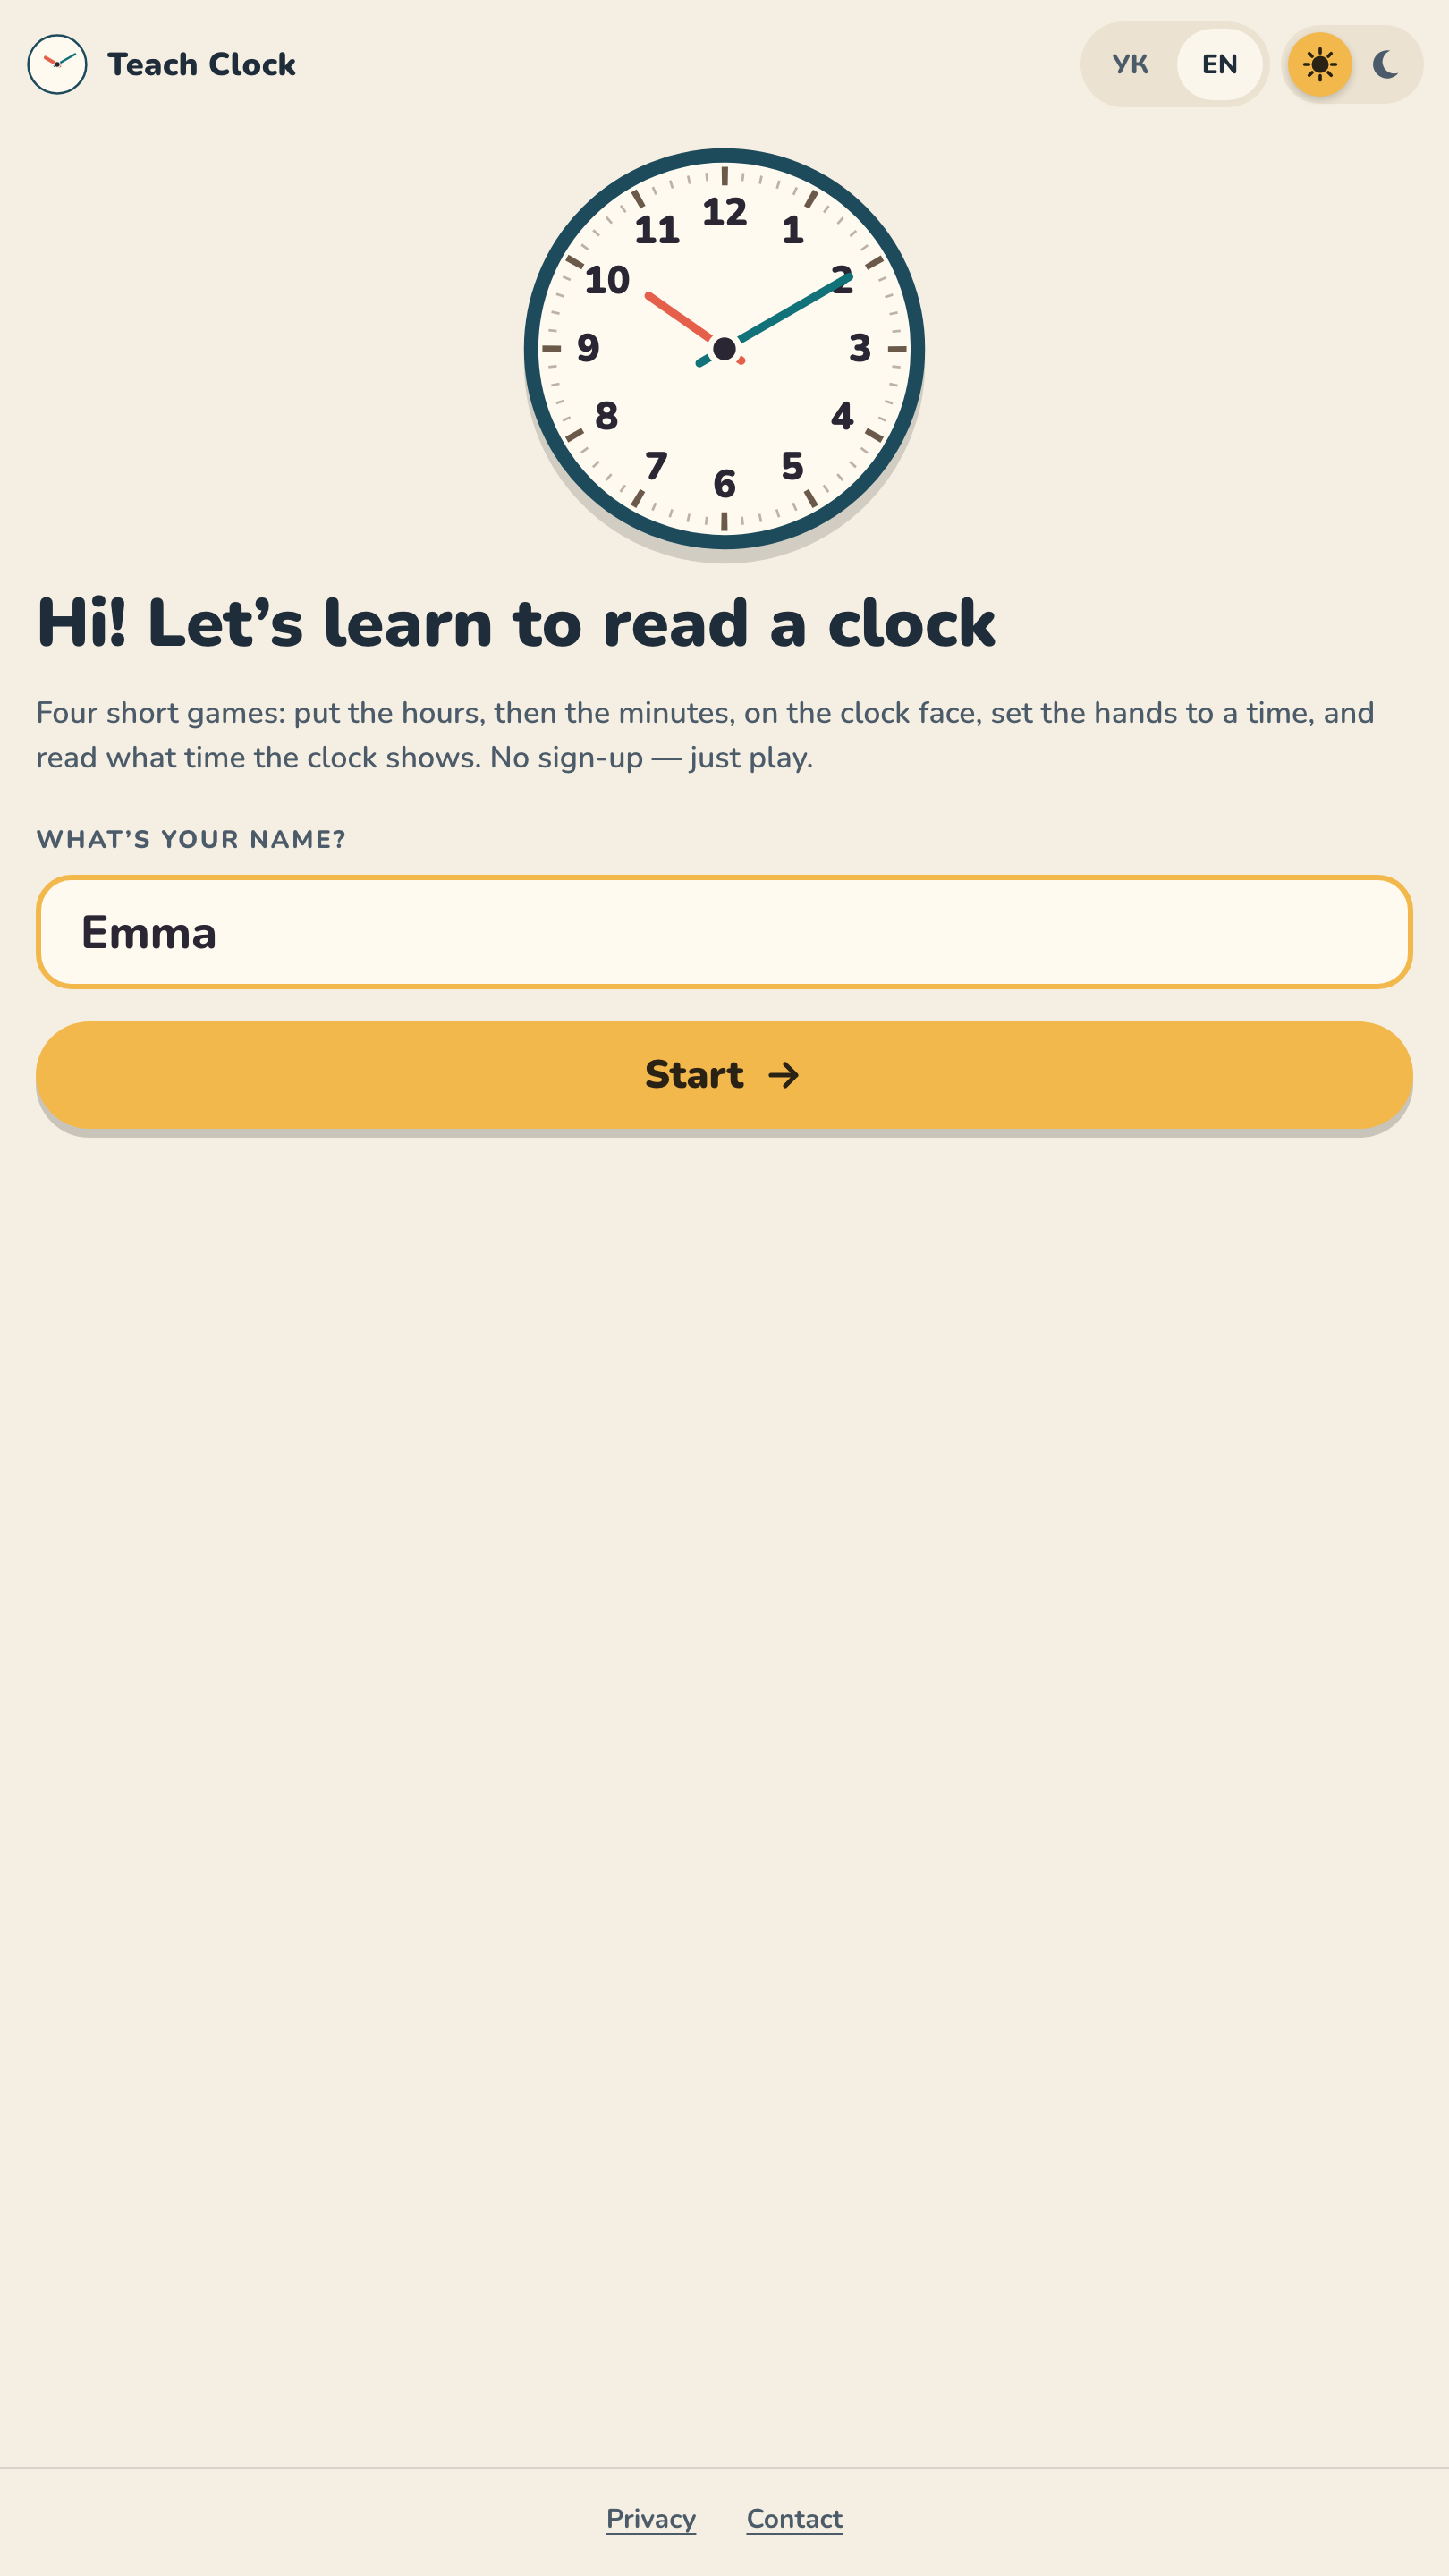 Teach Clock
УК EN
12
11 1
10 2
9 3
8 4
7 5
6
Hi! Let’s learn to read a clock
Four short games: put the hours, then the minutes, on the clock face, set the hands to a time, and
read what time the clock shows. No sign-up — just play.
WHAT’S YOUR NAME?
Emma
Start →
Privacy Contact